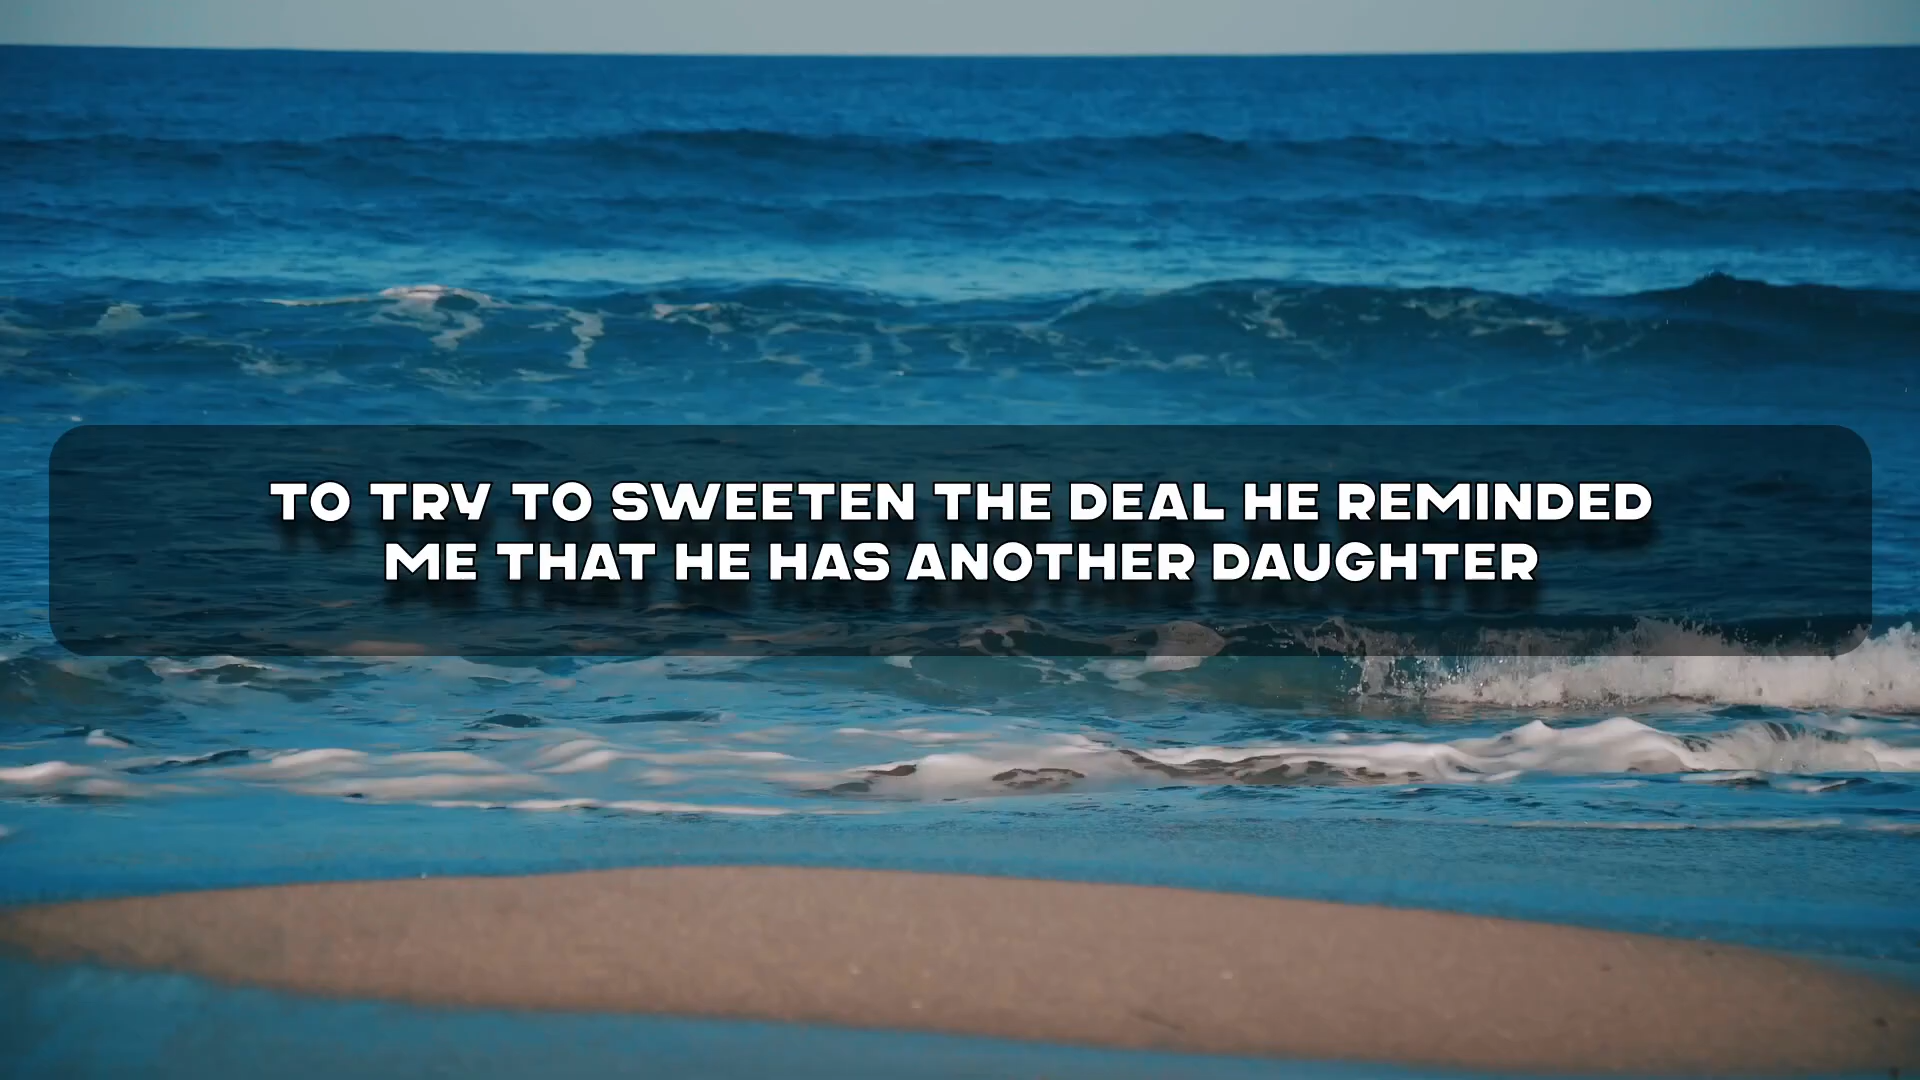 TO TRY TO SWEETEN THE DEAL HE REMINDED
ME THAT HE HAS ANOTHER DAUGHTER